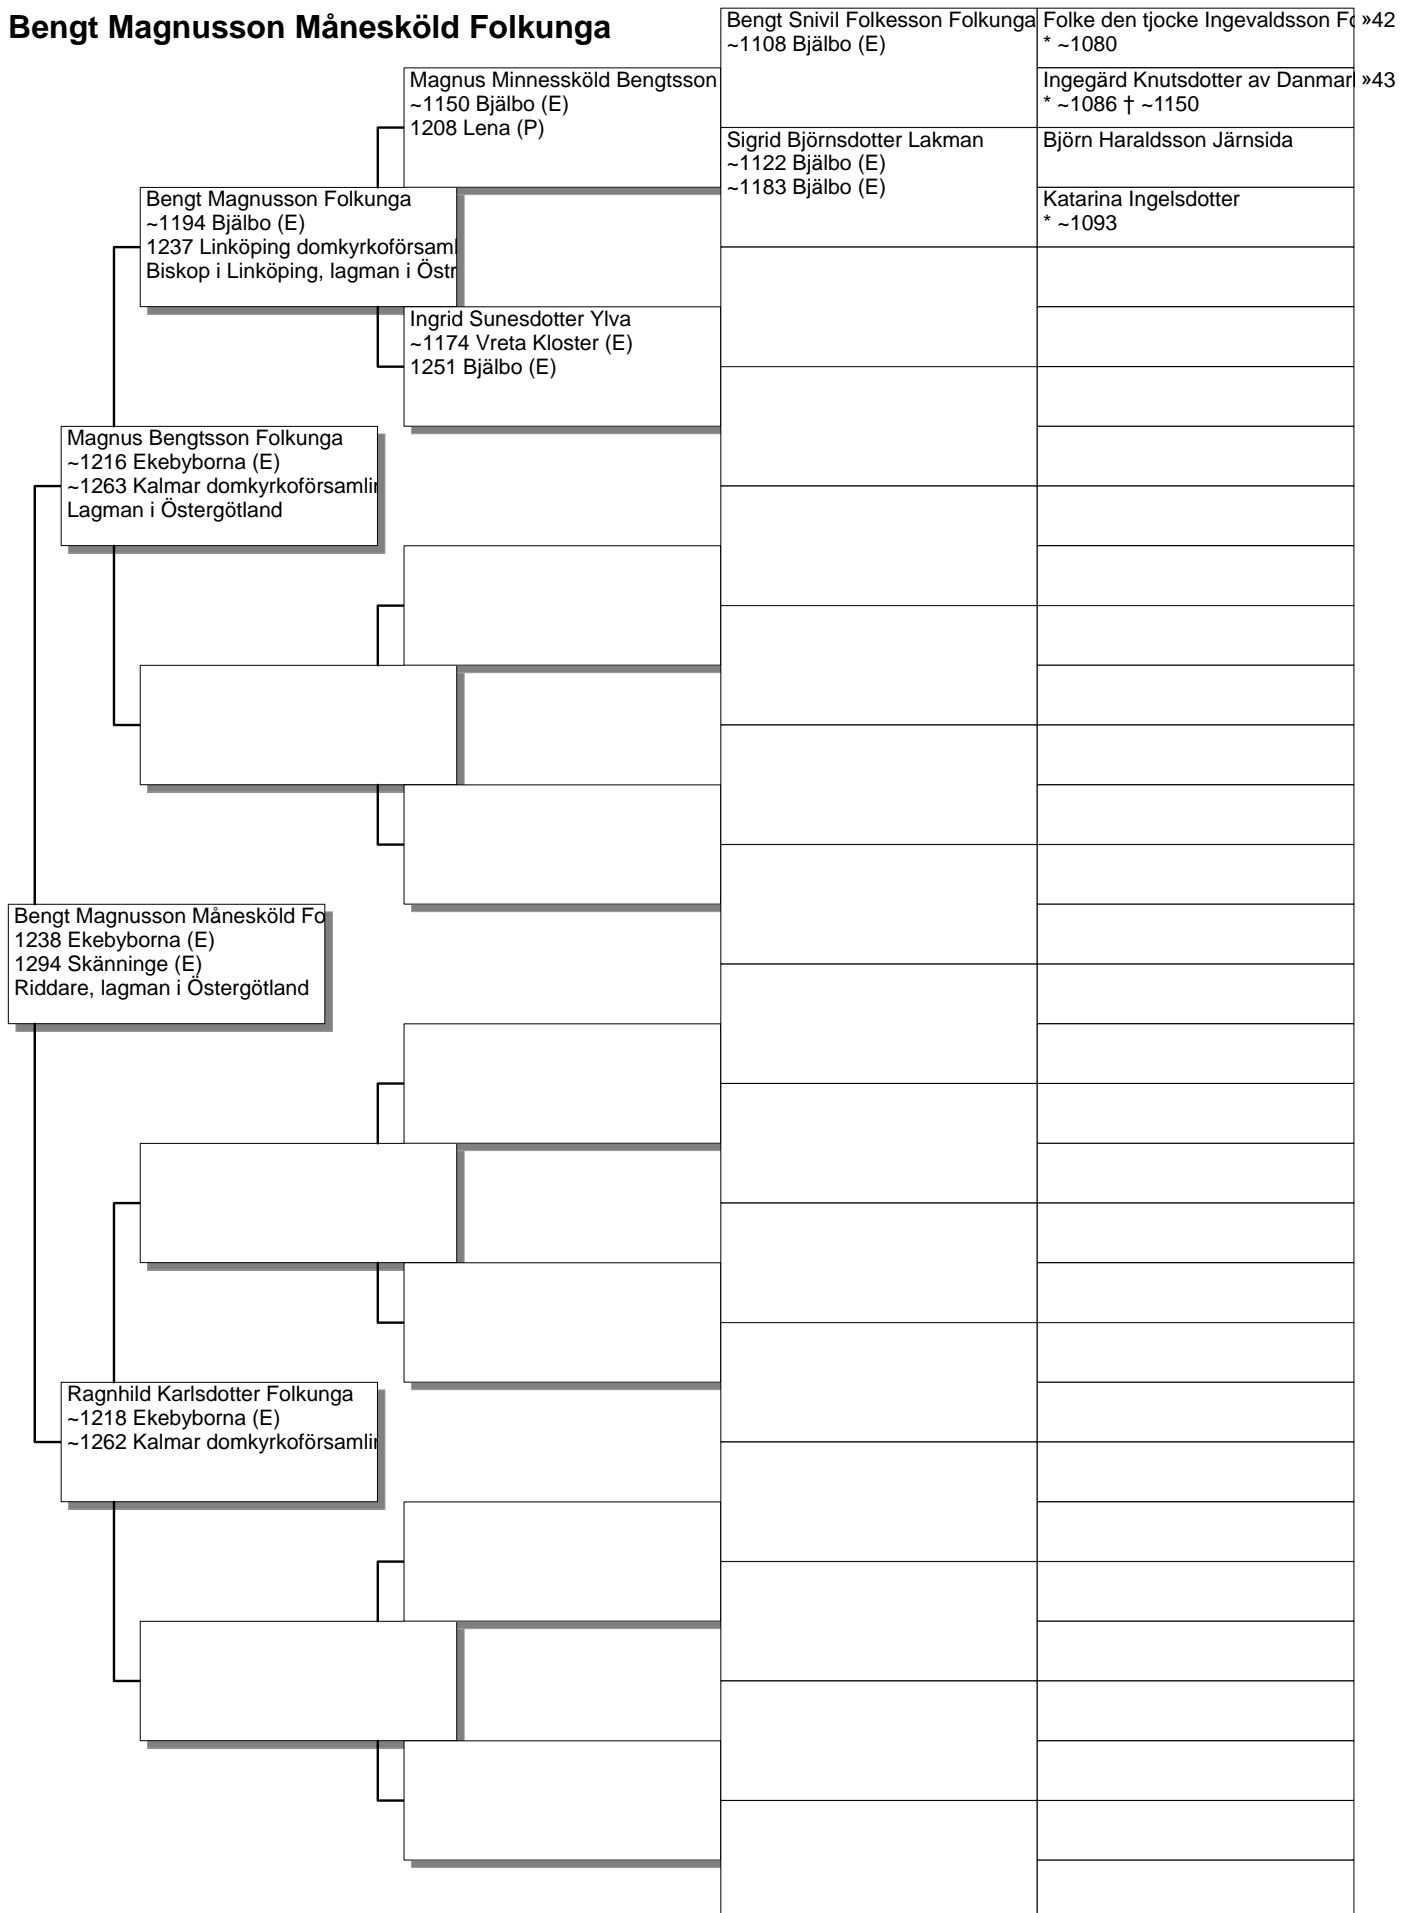 Bengt Magnusson Månesköld Folkunga
Bengt Snivil Folkesson Folkunga
~1108 Bjälbo (E)
Folke den tjocke Ingevaldsson Fo »42
* ~1080
Magnus Minnessköld Bengtsson
~1150 Bjälbo (E)
1208 Lena (P)
Ingegärd Knutsdotter av Danmark »43
* ~1086 † ~1150
Sigrid Björnsdotter Lakman
~1122 Bjälbo (E)
~1183 Bjälbo (E)
Björn Haraldsson Järnsida
Katarina Ingelsdotter
* ~1093
Bengt Magnusson Folkunga
~1194 Bjälbo (E)
1237 Linköping domkyrkoförsaml
Biskop i Linköping, lagman i Östr
Ingrid Sunesdotter Ylva
~1174 Vreta Kloster (E)
1251 Bjälbo (E)
Magnus Bengtsson Folkunga
~1216 Ekebyborna (E)
~1263 Kalmar domkyrkoförsamlin
Lagman i Östergötland
Bengt Magnusson Månesköld Fo
1238 Ekebyborna (E)
1294 Skänninge (E)
Riddare, lagman i Östergötland
Ragnhild Karlsdotter Folkunga
~1218 Ekebyborna (E)
~1262 Kalmar domkyrkoförsamlin